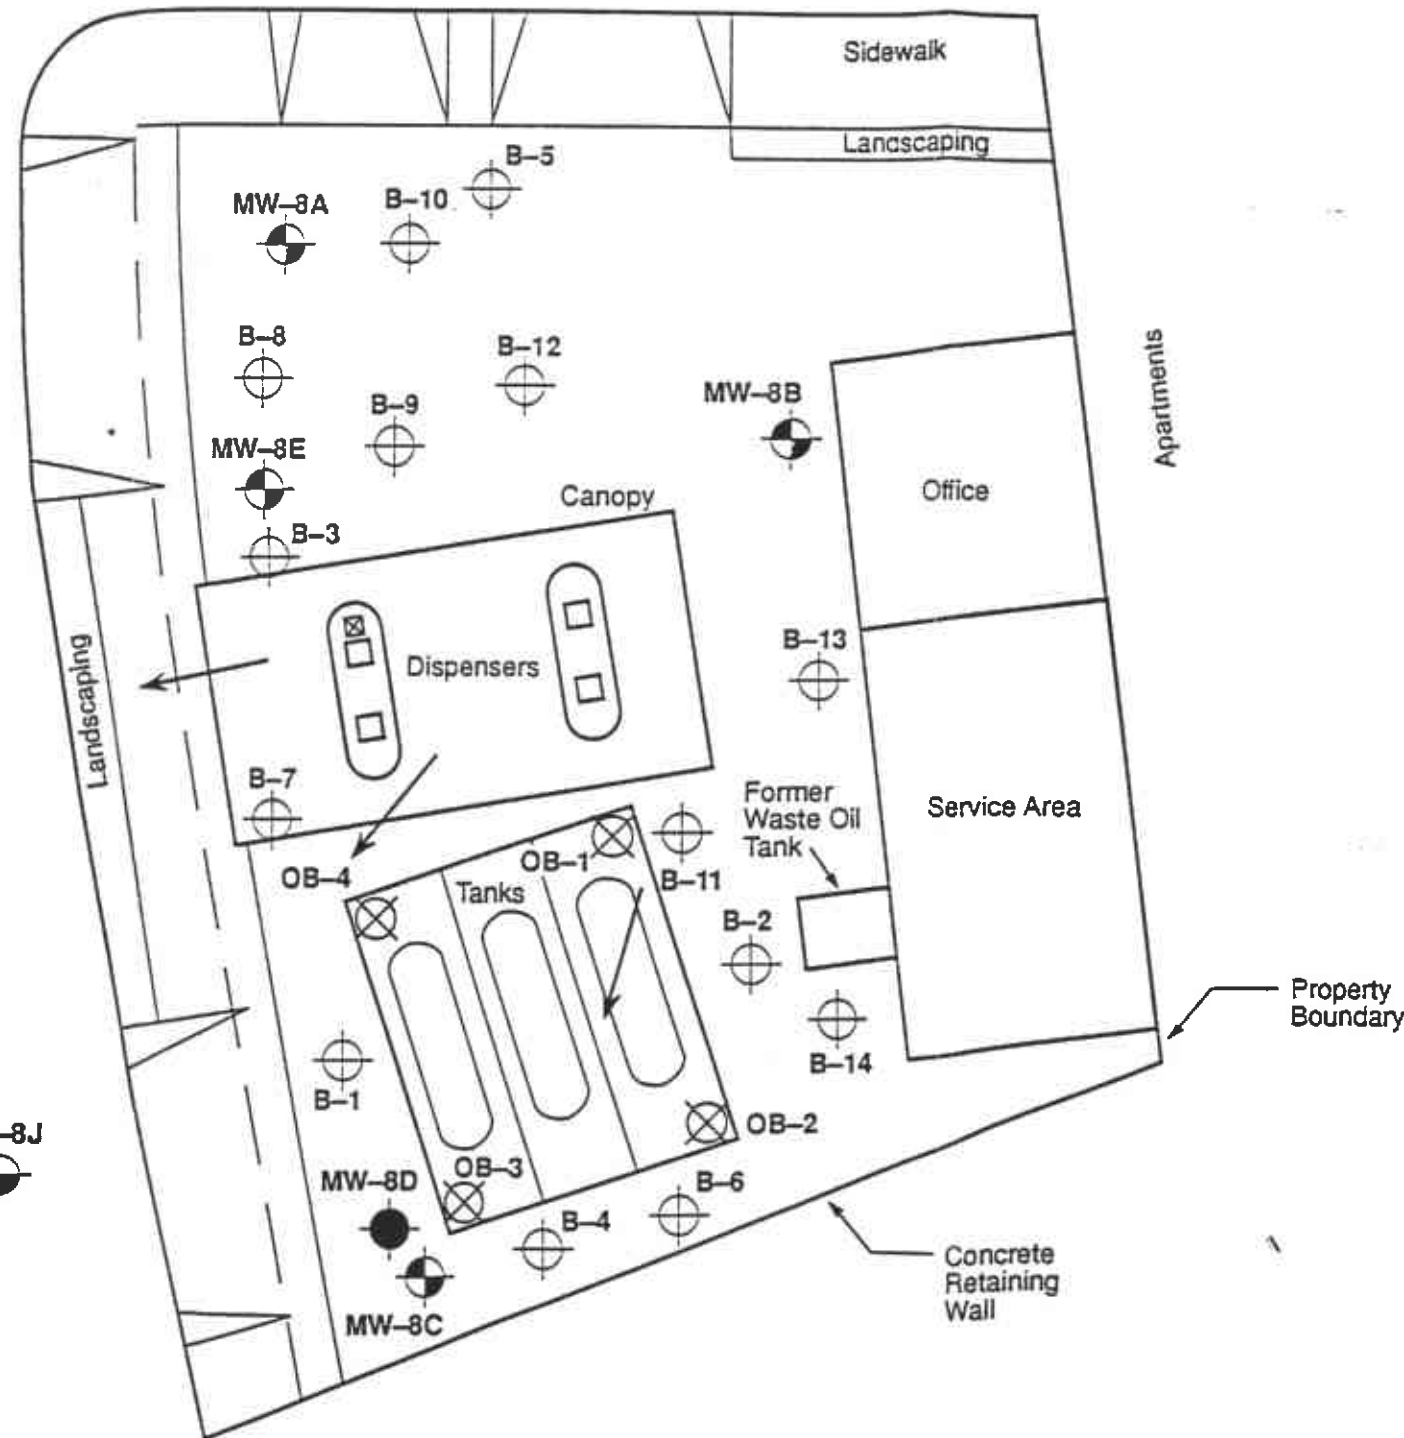 Sidewalk
Landscaping
B–5
MW–8A
B–10
B–8
B–12
Apartments
MW–8B
B–9
MW–8E
Office
Canopy
B–3
Landscaping
B–13
Dispensers
B–7
Former
Waste Oil
Tank
Service Area
OB–1
OB–4
Tanks
B–11
B–2
Property
Boundary
B–14
B–1
–8J
OB–2
OB–3
MW–8D
B–6
B–4
Concrete
Retaining
Wall
MW–8C